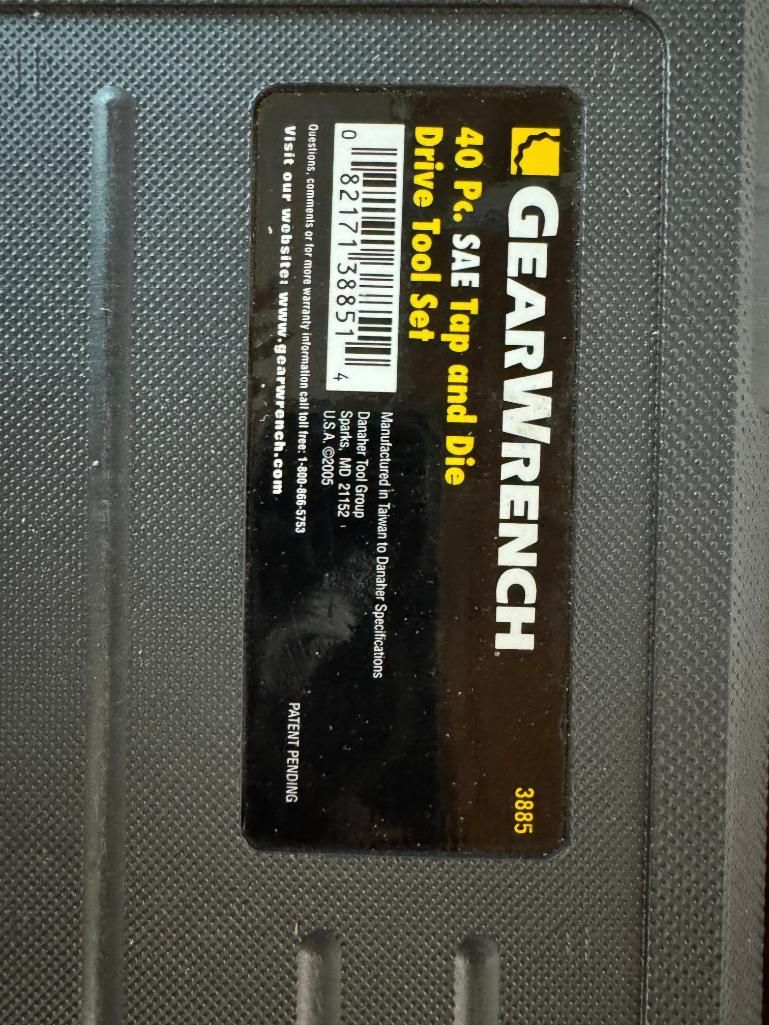 GEARWRENCH
3885
40 Pc. SAE Tap and Die
Drive Tool Set
0 82171 38851 4
Manufactured in Taiwan to Danaher Specifications
Danaher Tool Group
Sparks, MD 21152
U.S.A. ©2005
Questions, comments or for more warranty information call toll free: 1-800-866-5753
Visit our website: www.gearwrench.com
PATENT PENDING